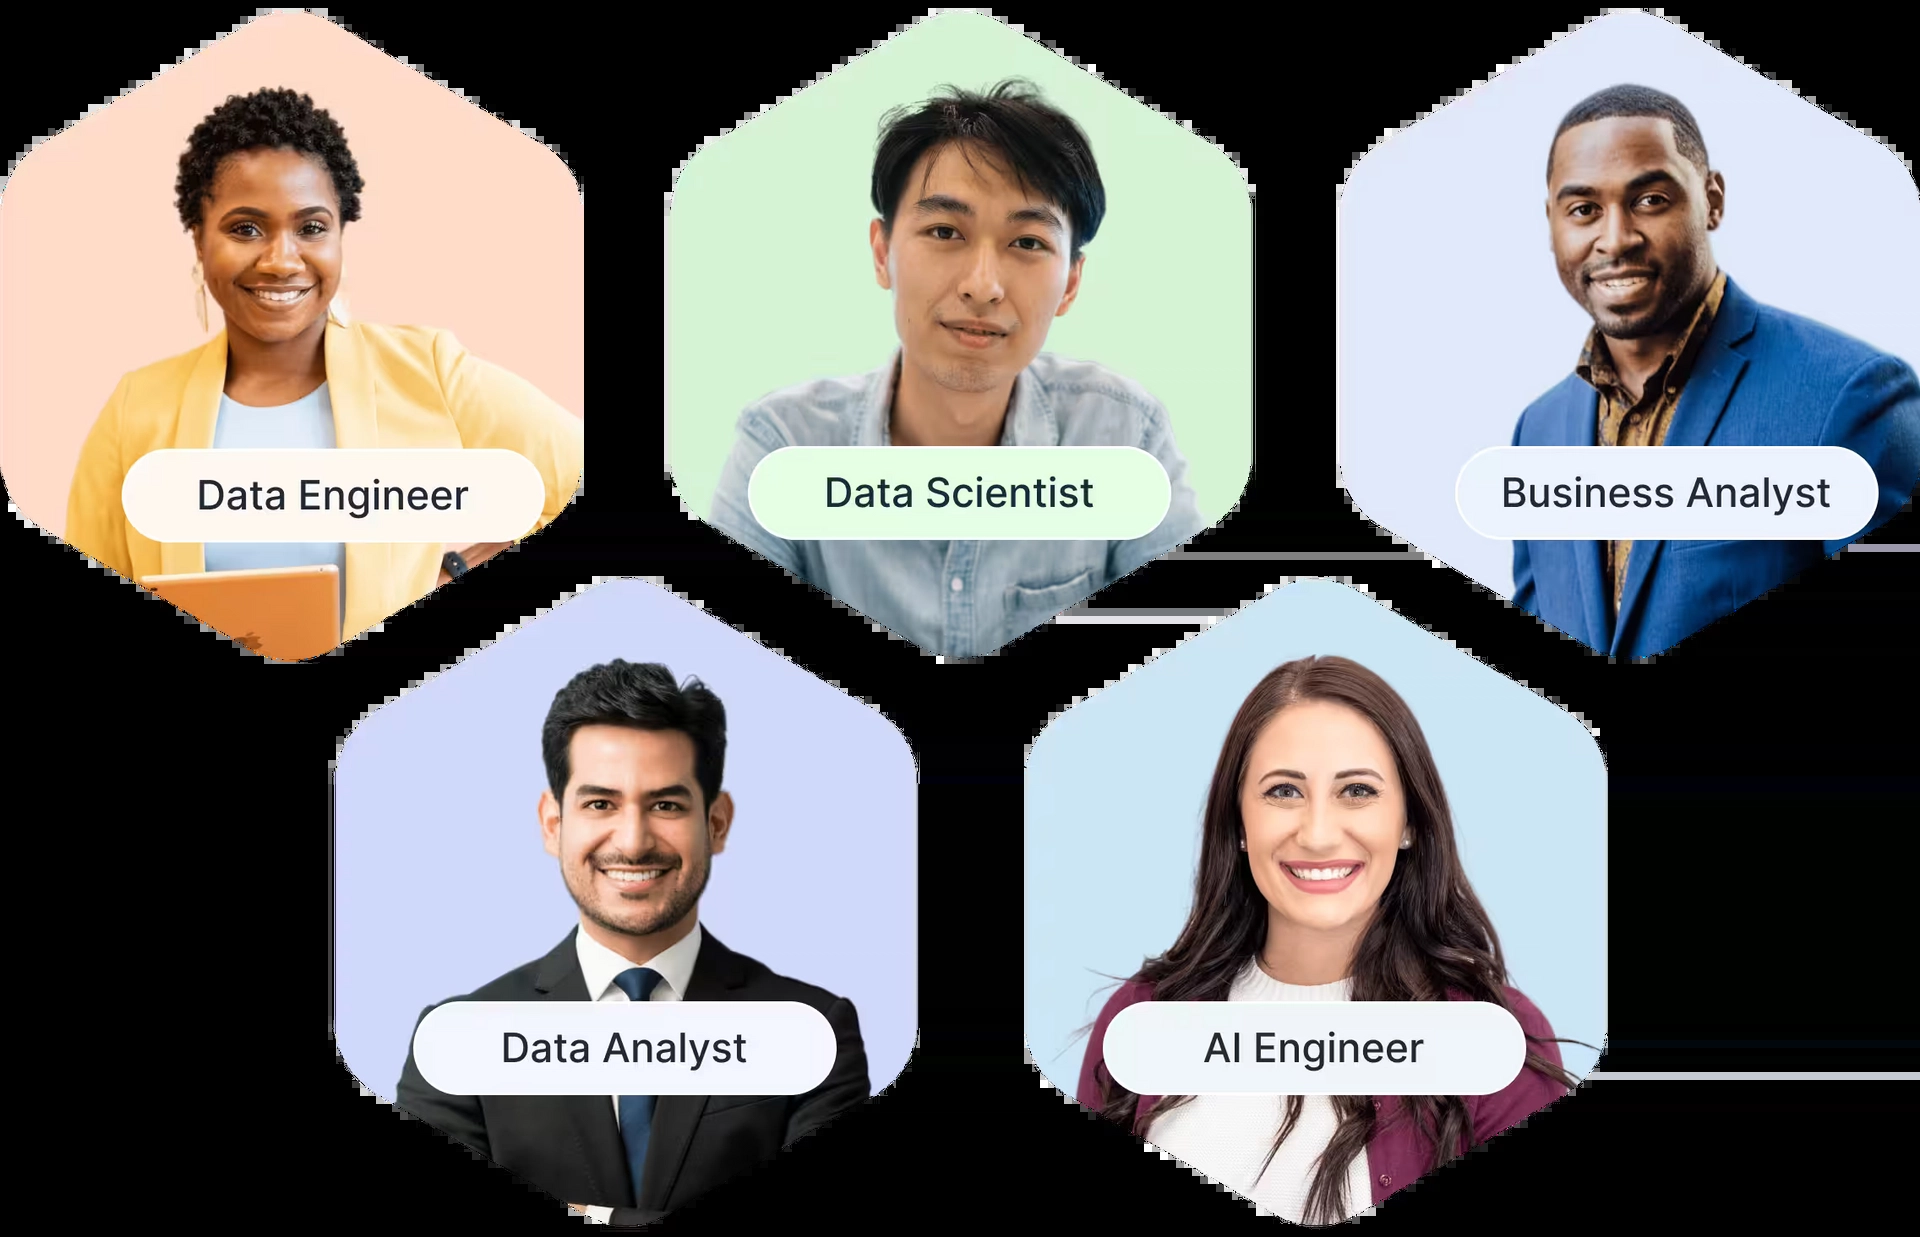 Data Engineer
Data Scientist
Business Analyst
Data Analyst
AI Engineer